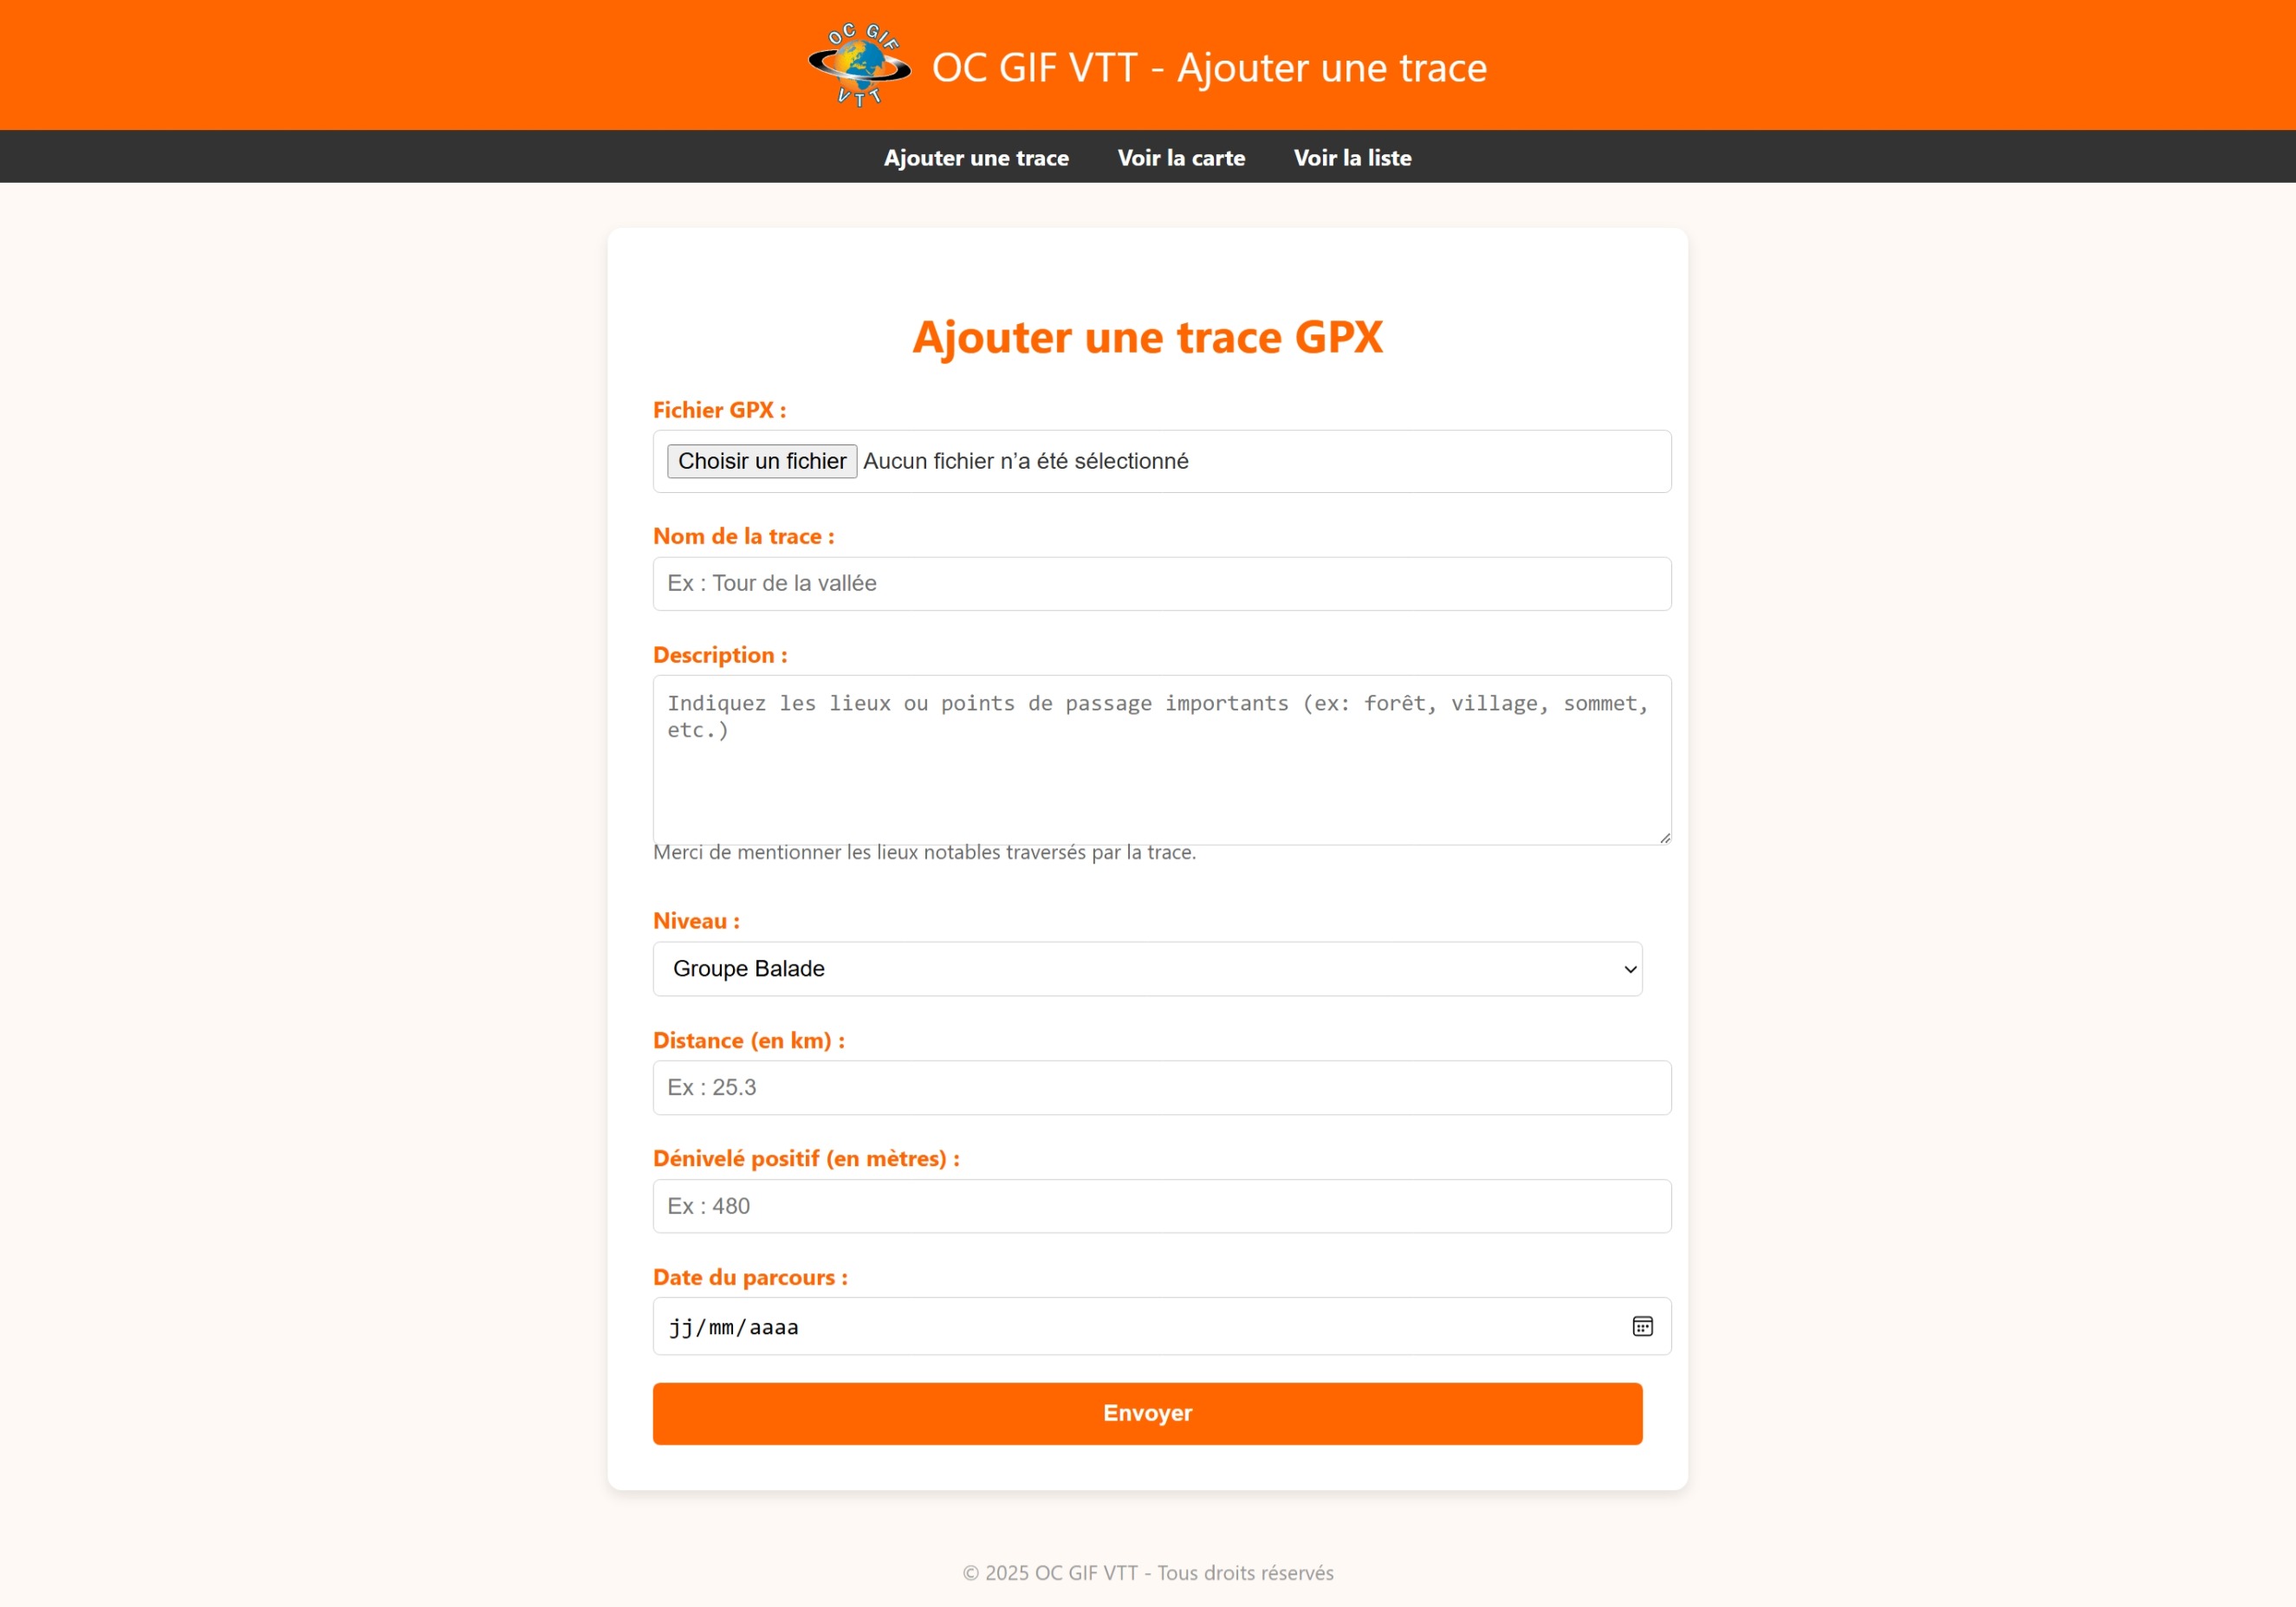 OC GIF
VTT
OC GIF VTT - Ajouter une trace
Ajouter une trace Voir la carte Voir la liste
Ajouter une trace GPX
Fichier GPX :
Choisir un fichier Aucun fichier n’a été sélectionné
Nom de la trace :
Ex : Tour de la vallée
Description :
Indiquez les lieux ou points de passage importants (ex: forêt, village, sommet,
etc.)
Merci de mentionner les lieux notables traversés par la trace.
Niveau :
Groupe Balade
Distance (en km) :
Ex : 25.3
Dénivelé positif (en mètres) :
Ex : 480
Date du parcours :
jj/mm/aaaa
Envoyer
© 2025 OC GIF VTT - Tous droits réservés